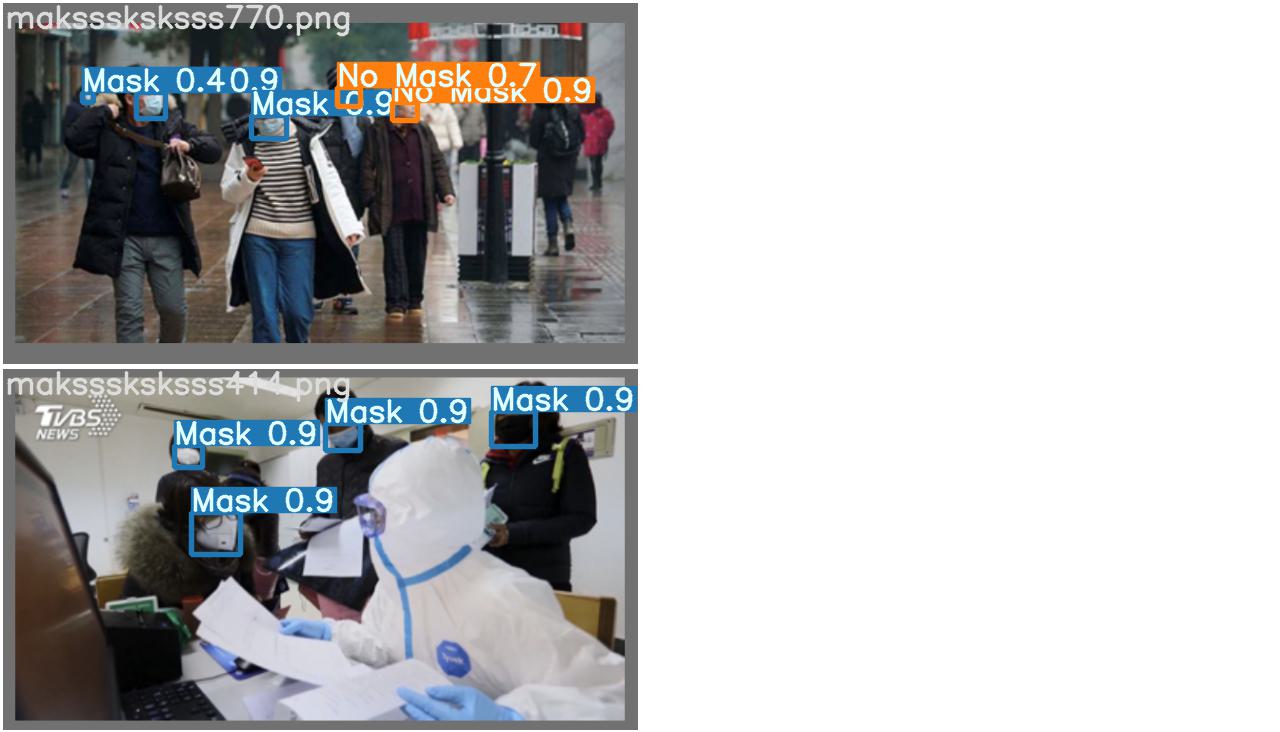 maksssksksss770.png
Mask 0.4
0.9
No Mask 0.7
Mask 0.9
No Mask 0.9
maksssksksss414.png
TVBS
NEWS
Mask 0.9
Mask 0.9
Mask 0.9
Mask 0.9
Tyvek